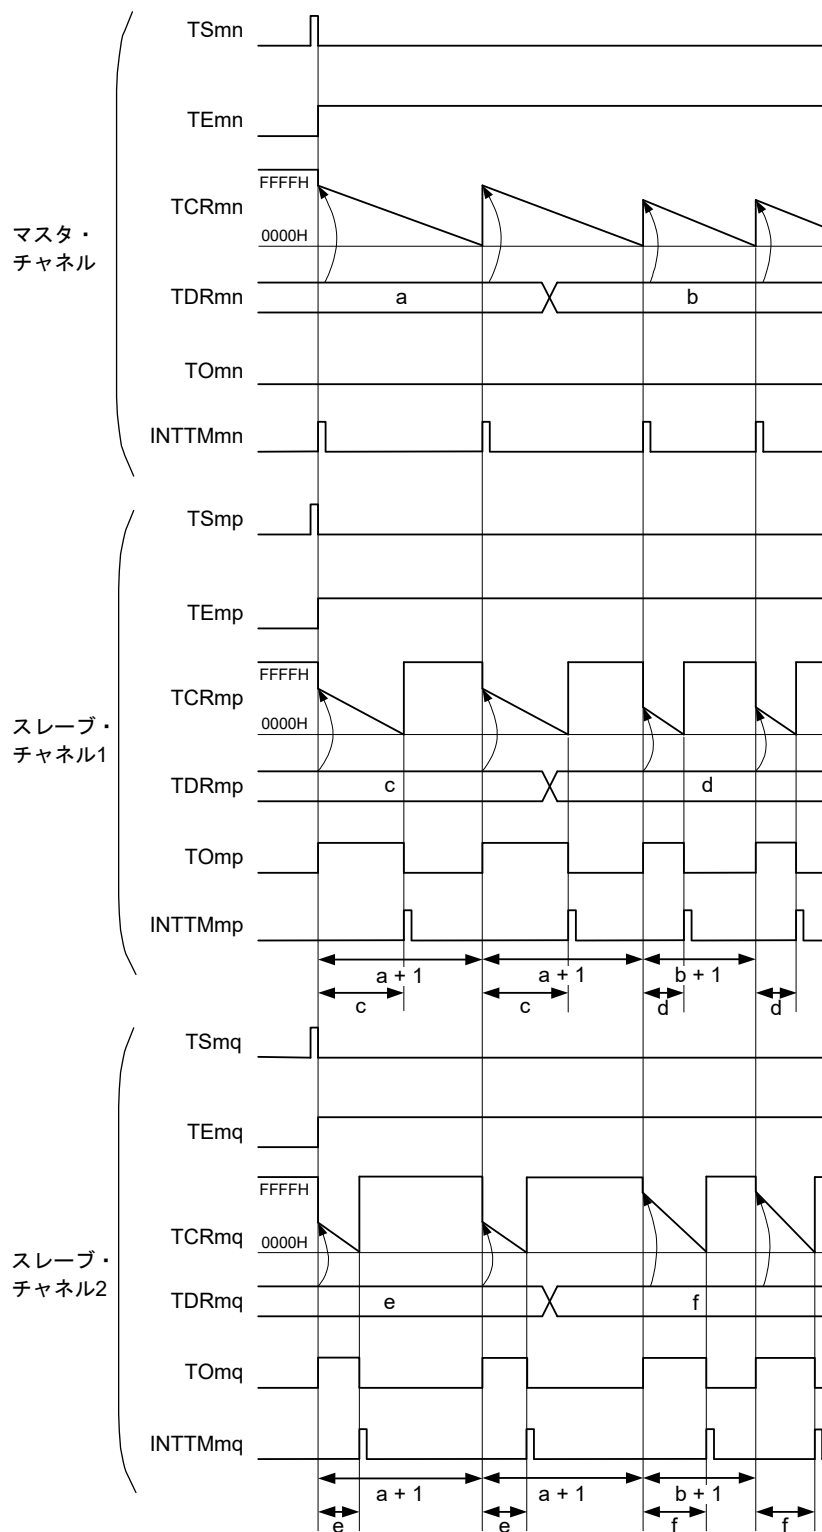 TSmn
TEmn
FFFFH
TCRmn
0000H
マスタ・
チャネル
TDRmn
a
b
TOmn
INTTMmn
TSmp
TEmp
FFFFH
TCRmp
0000H
スレーブ・
チャネル1
TDRmp
c
d
TOmp
INTTMmp
a + 1
a + 1
b + 1
c
c
d
d
TSmq
TEmq
FFFFH
TCRmq
0000H
スレーブ・
チャネル2
TDRmq
e
f
TOmq
INTTMmq
a + 1
a + 1
b + 1
e
e
f
f